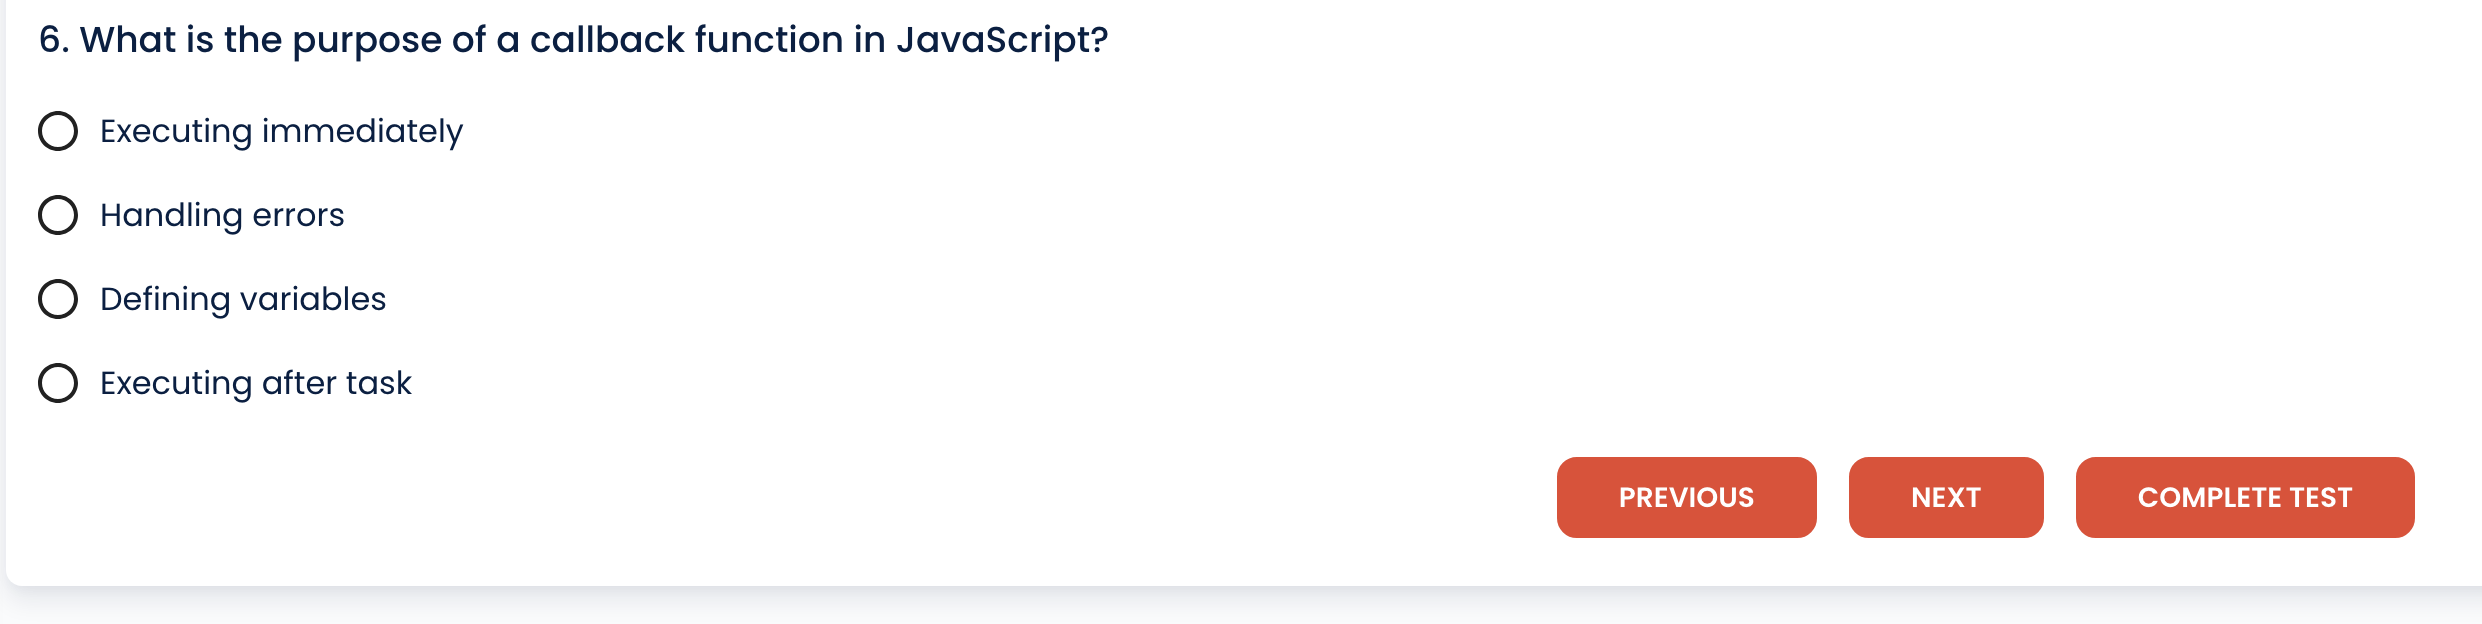 6. What is the purpose of a callback function in JavaScript?
Executing immediately
Handling errors
Defining variables
Executing after task
PREVIOUS NEXT COMPLETE TEST